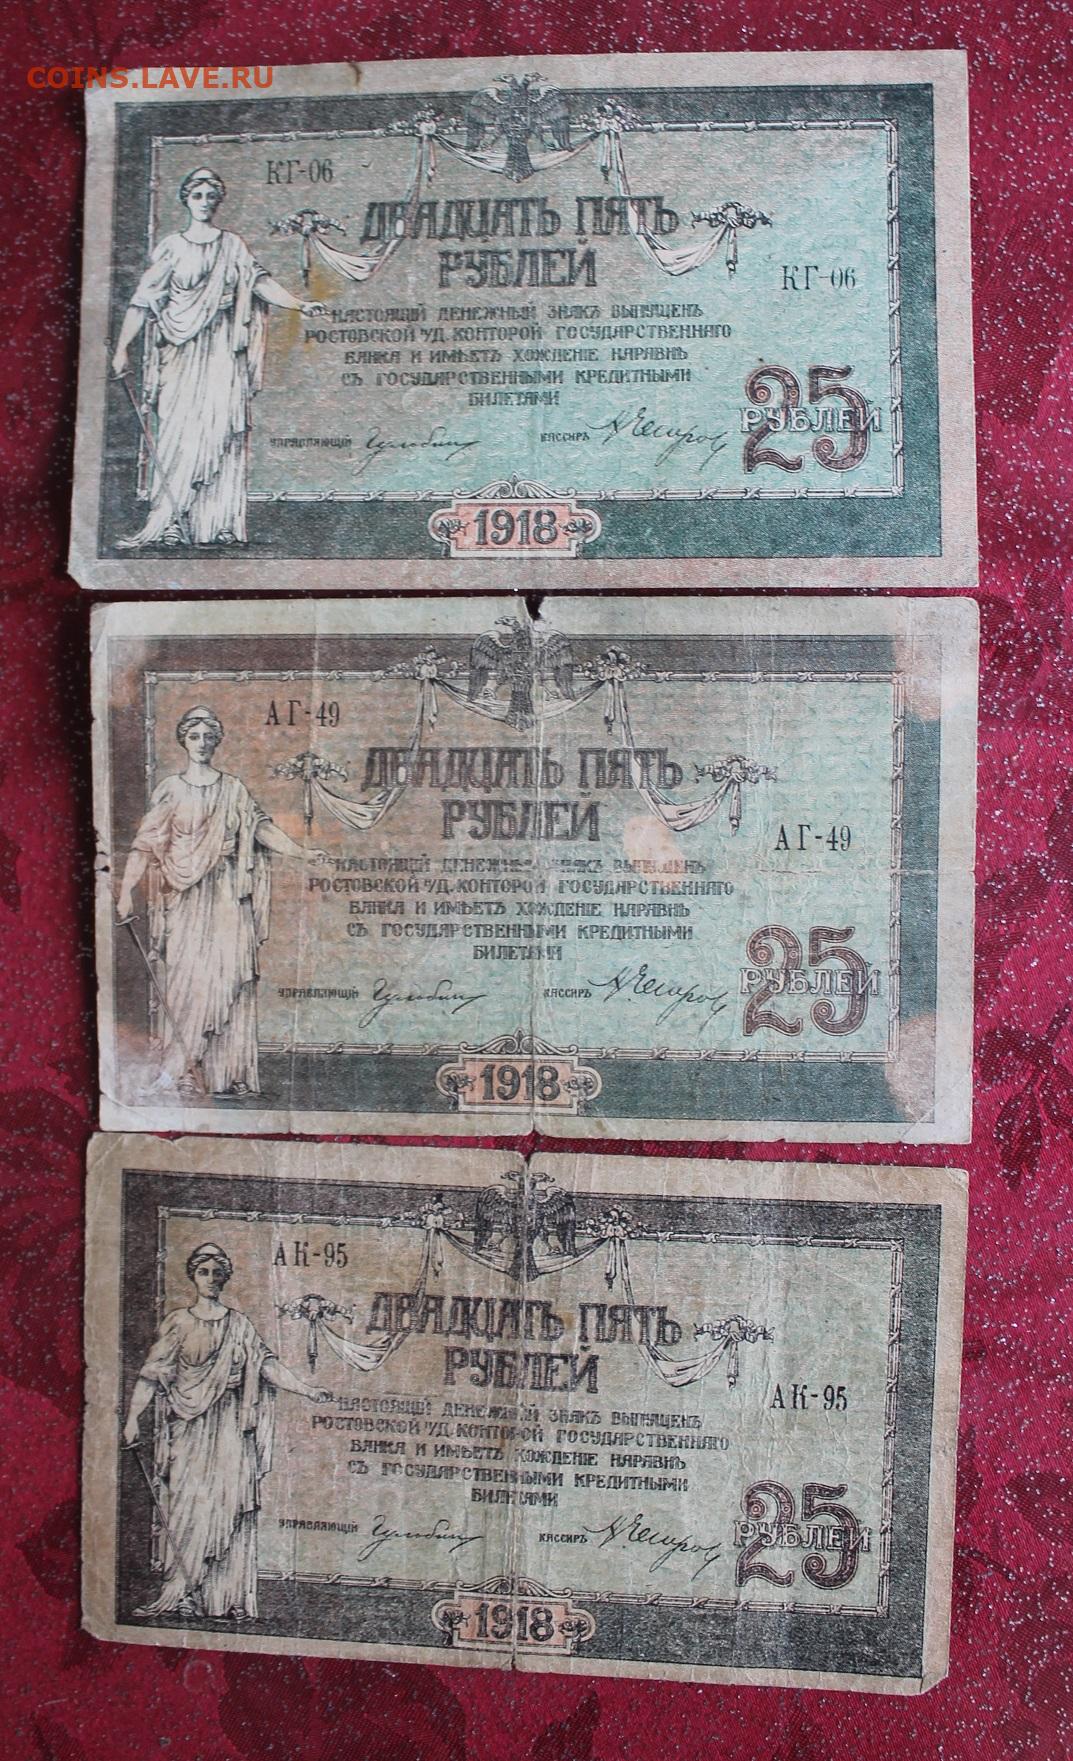 COINS.LAVE.RU
КГ-06
ДВАДЦАТЬ ПЯТЬ
РУБЛЕЙ
КГ-06
НАСТОЯЩІЙ ДЕНЕЖНЫЙ ЗНАКЪ ВЫПУЩЕНЪ
РОСТОВСКОЙ Н/Д. КОНТОРОЙ ГОСУДАРСТВЕННАГО
БАНКА И ИМѢЕТЪ ХОЖДЕНІЕ НАРАВНѢ
СЪ ГОСУДАРСТВЕННЫМИ КРЕДИТНЫМИ
БИЛЕТАМИ
УПРАВЛЯЮЩІЙ
КАССИРЪ
25
РУБЛЕЙ
1918
АГ-49
ДВАДЦАТЬ ПЯТЬ
РУБЛЕЙ
АГ-49
НАСТОЯЩІЙ ДЕНЕЖНЫЙ ЗНАКЪ ВЫПУЩЕНЪ
РОСТОВСКОЙ Н/Д. КОНТОРОЙ ГОСУДАРСТВЕННАГО
БАНКА И ИМѢЕТЪ ХОЖДЕНІЕ НАРАВНѢ
СЪ ГОСУДАРСТВЕННЫМИ КРЕДИТНЫМИ
БИЛЕТАМИ
УПРАВЛЯЮЩІЙ
КАССИРЪ
25
РУБЛЕЙ
1918
АК-95
ДВАДЦАТЬ ПЯТЬ
РУБЛЕЙ
АК-95
НАСТОЯЩІЙ ДЕНЕЖНЫЙ ЗНАКЪ ВЫПУЩЕНЪ
РОСТОВСКОЙ Н/Д. КОНТОРОЙ ГОСУДАРСТВЕННАГО
БАНКА И ИМѢЕТЪ ХОЖДЕНІЕ НАРАВНѢ
СЪ ГОСУДАРСТВЕННЫМИ КРЕДИТНЫМИ
БИЛЕТАМИ
УПРАВЛЯЮЩІЙ
КАССИРЪ
25
РУБЛЕЙ
1918